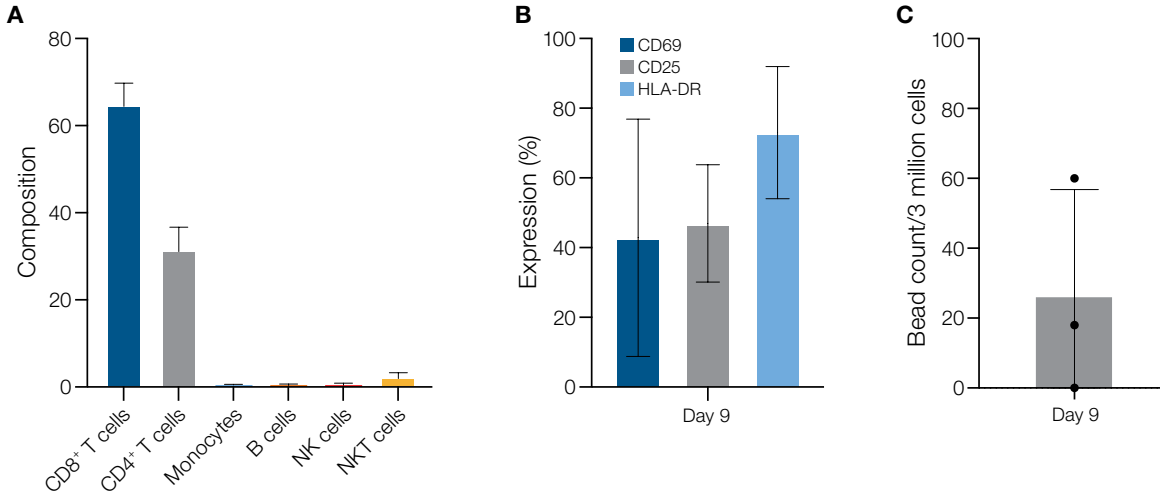 A
Composition
80
60
40
20
0
CD8⁺ T cells
CD4⁺ T cells
Monocytes
B cells
NK cells
NKT cells
B
Expression (%)
100
80
60
40
20
0
CD69
CD25
HLA-DR
Day 9
C
Bead count/3 million cells
100
80
60
40
20
0
Day 9